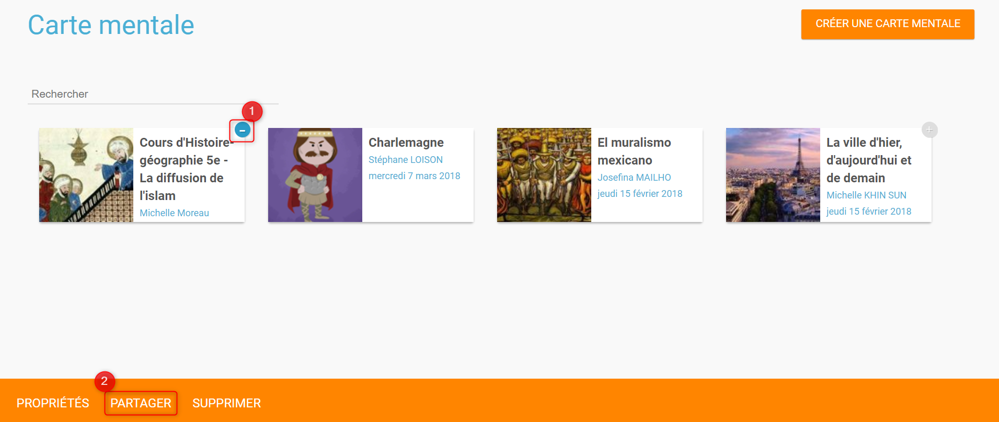 Carte mentale
CRÉER UNE CARTE MENTALE
Rechercher
1
Cours d'Histoire-
géographie 5e -
La diffusion de
l'islam
Michelle Moreau
Charlemagne
Stéphane LOISON
mercredi 7 mars 2018
El muralismo
mexicano
Josefina MAILHO
jeudi 15 février 2018
La ville d'hier,
d'aujourd'hui et
de demain
Michelle KHIN SUN
jeudi 15 février 2018
2
PROPRIÉTÉS PARTAGER SUPPRIMER